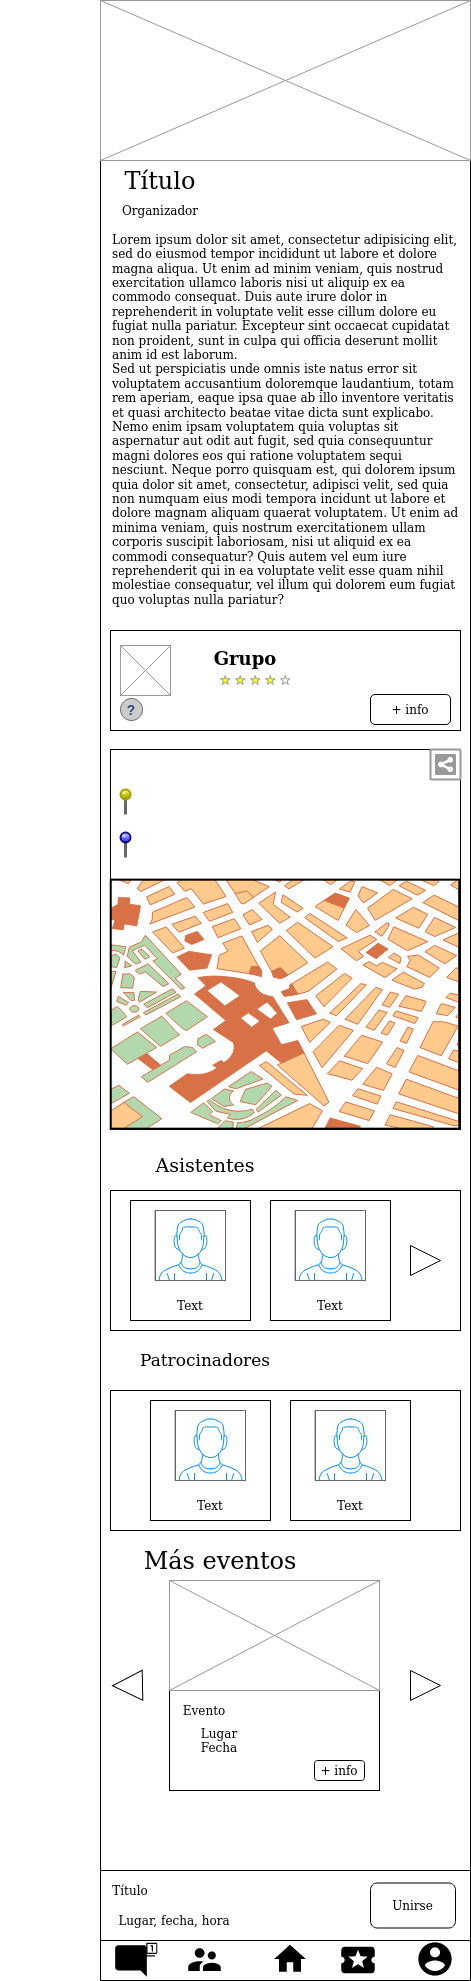 Título
Organizador
Lorem ipsum dolor sit amet, consectetur adipisicing elit,
sed do eiusmod tempor incididunt ut labore et dolore
magna aliqua. Ut enim ad minim veniam, quis nostrud
exercitation ullamco laboris nisi ut aliquip ex ea
commodo consequat. Duis aute irure dolor in
reprehenderit in voluptate velit esse cillum dolore eu
fugiat nulla pariatur. Excepteur sint occaecat cupidatat
non proident, sunt in culpa qui officia deserunt mollit
anim id est laborum.
Sed ut perspiciatis unde omnis iste natus error sit
voluptatem accusantium doloremque laudantium, totam
rem aperiam, eaque ipsa quae ab illo inventore veritatis
et quasi architecto beatae vitae dicta sunt explicabo.
Nemo enim ipsam voluptatem quia voluptas sit
aspernatur aut odit aut fugit, sed quia consequuntur
magni dolores eos qui ratione voluptatem sequi
nesciunt. Neque porro quisquam est, qui dolorem ipsum
quia dolor sit amet, consectetur, adipisci velit, sed quia
non numquam eius modi tempora incidunt ut labore et
dolore magnam aliquam quaerat voluptatem. Ut enim ad
minima veniam, quis nostrum exercitationem ullam
corporis suscipit laboriosam, nisi ut aliquid ex ea
commodi consequatur? Quis autem vel eum iure
reprehenderit qui in ea voluptate velit esse quam nihil
molestiae consequatur, vel illum qui dolorem eum fugiat
quo voluptas nulla pariatur?
Grupo
?
+ info
Asistentes
Text
Text
Patrocinadores
Text
Text
Más eventos
Evento
Lugar
Fecha
+ info
Título
Lugar, fecha, hora
Unirse
1